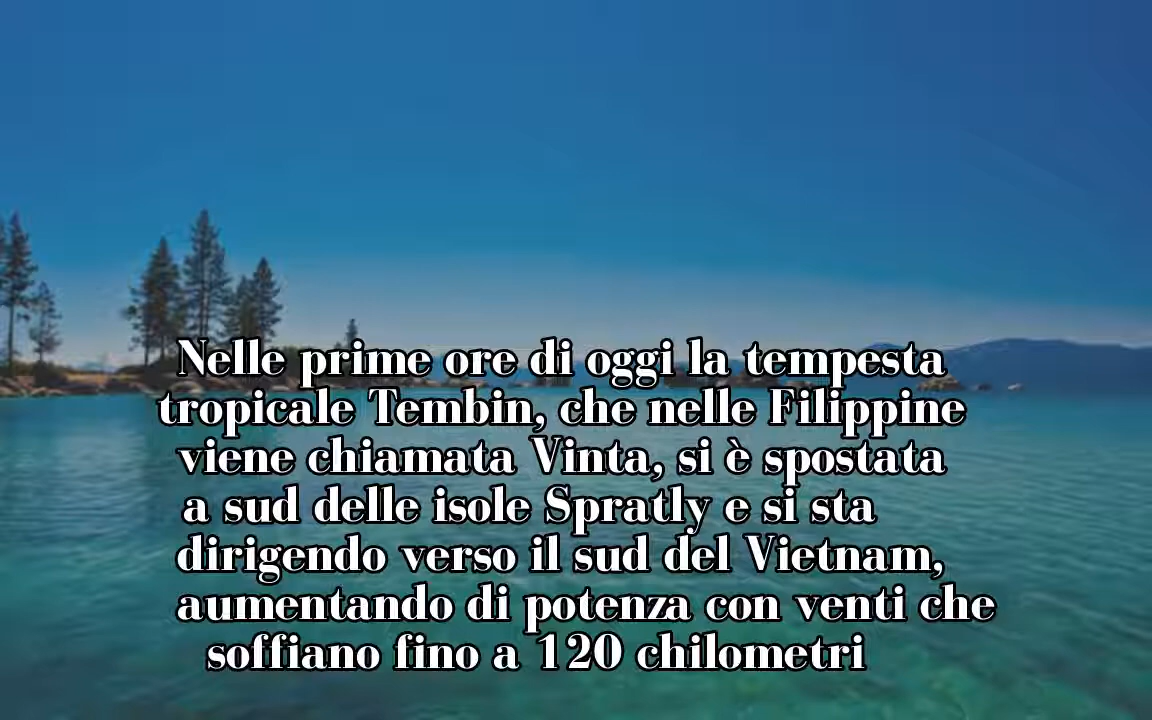 Nelle prime ore di oggi la tempesta
tropicale Tembin, che nelle Filippine
viene chiamata Vinta, si è spostata
a sud delle isole Spratly e si sta
dirigendo verso il sud del Vietnam,
aumentando di potenza con venti che
soffiano fino a 120 chilometri